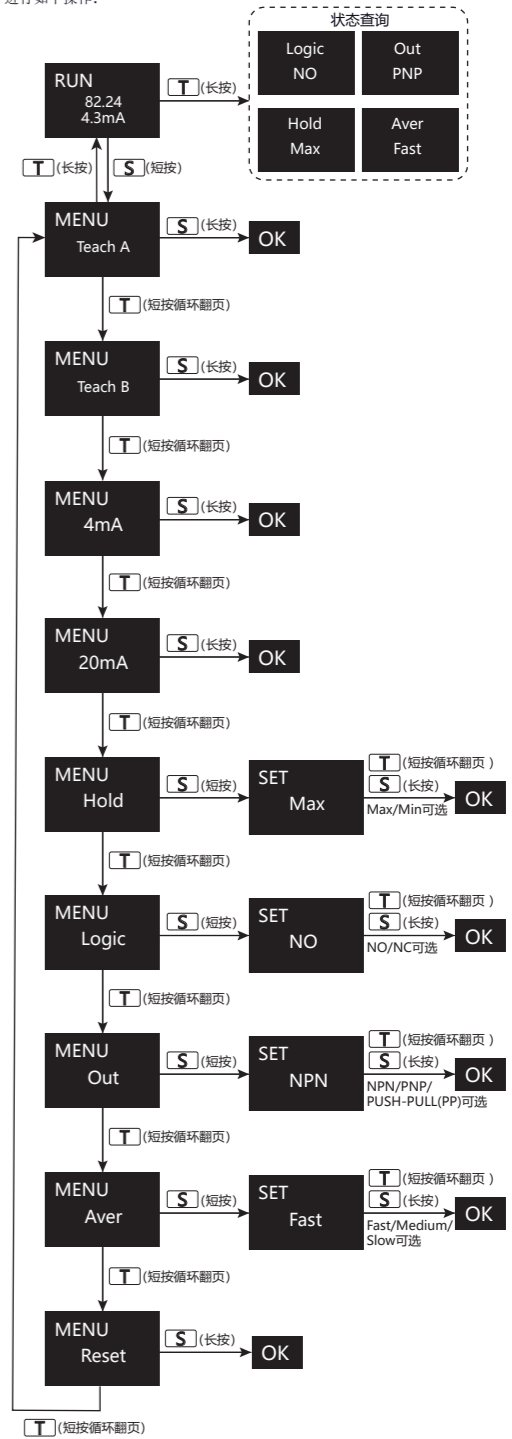 进行如下操作：
状态查询
Logic
NO
Out
PNP
Hold
Max
Aver
Fast
RUN
82.24
4.3mA
T (长按)
T (长按)
S (短按)
MENU
Teach A
S (长按)
OK
T (短按循环翻页)
MENU
Teach B
S (长按)
OK
T (短按循环翻页)
MENU
4mA
S (长按)
OK
T (短按循环翻页)
MENU
20mA
S (长按)
OK
T (短按循环翻页)
MENU
Hold
S (短按)
SET
Max
T (短按循环翻页 )
S (长按)
Max/Min可选
OK
T (短按循环翻页)
MENU
Logic
S (短按)
SET
NO
T (短按循环翻页 )
S (长按)
NO/NC可选
OK
T (短按循环翻页)
MENU
Out
S (短按)
SET
NPN
T (短按循环翻页 )
S (长按)
NPN/PNP/
PUSH-PULL(PP)可选
OK
T (短按循环翻页)
MENU
Aver
S (短按)
SET
Fast
T (短按循环翻页 )
S (长按)
Fast/Medium/
Slow可选
OK
T (短按循环翻页)
MENU
Reset
S (长按)
OK
T (短按循环翻页)